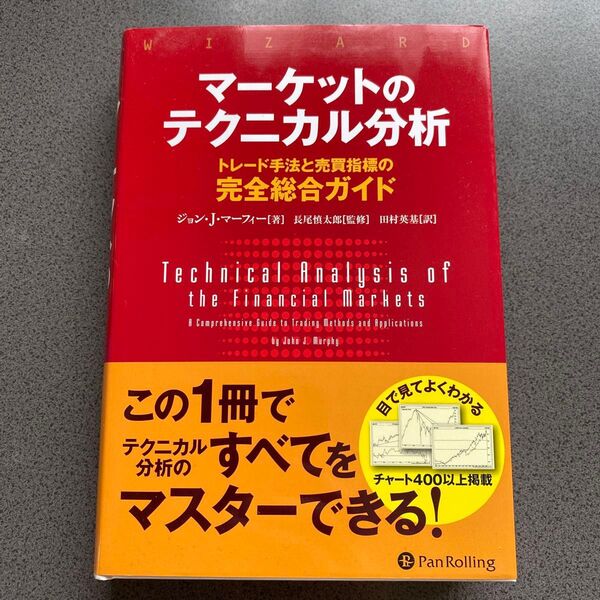 WIZARD
マーケットの
テクニカル分析
トレード手法と売買指標の
完全総合ガイド
ジョン・J・マーフィー[著] 長尾慎太郎[監修] 田村英基[訳]
Technical Analysis of
the Financial Markets
A Comprehensive Guide to Trading Methods and Applications
by John J. Murphy
この1冊で
テクニカル
分析の
すべてを
マスターできる!
目で見てよくわかる
チャート400以上掲載
PanRolling